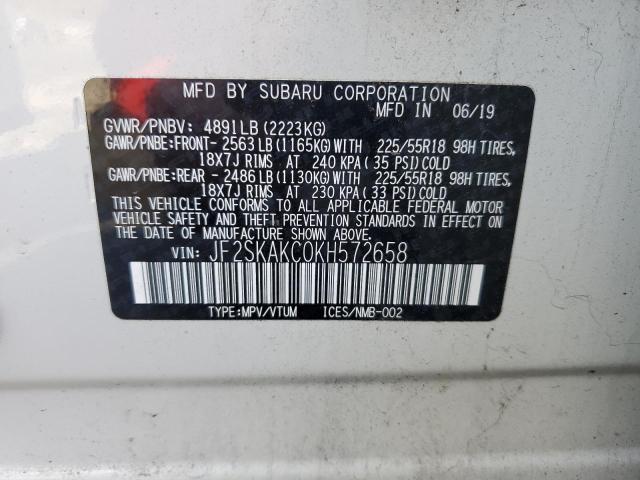 MFD BY SUBARU CORPORATION
MFD IN 06/19
GVWR/PNBV: 4891LB(2223KG)
GAWR/PNBE:FRONT- 2563LB(1165KG)WITH 225/55R18 98H TIRES,
18X7J RIMS AT 240 KPA(35 PSI)COLD
GAWR/PNBE:REAR - 2486LB(1130KG)WITH 225/55R18 98H TIRES,
18X7J RIMS AT 230 KPA(33 PSI)COLD
THIS VEHICLE CONFORMS TO ALL APPLICABLE FEDERAL MOTOR
VEHICLE SAFETY AND THEFT PREVENTION STANDARDS IN EFFECT
ON THE DATE OF MANUFACTURE SHOWN ABOVE.
VIN: JF2SKAKC0KH572658
TYPE:MPV/VTUM ICES/NMB-002